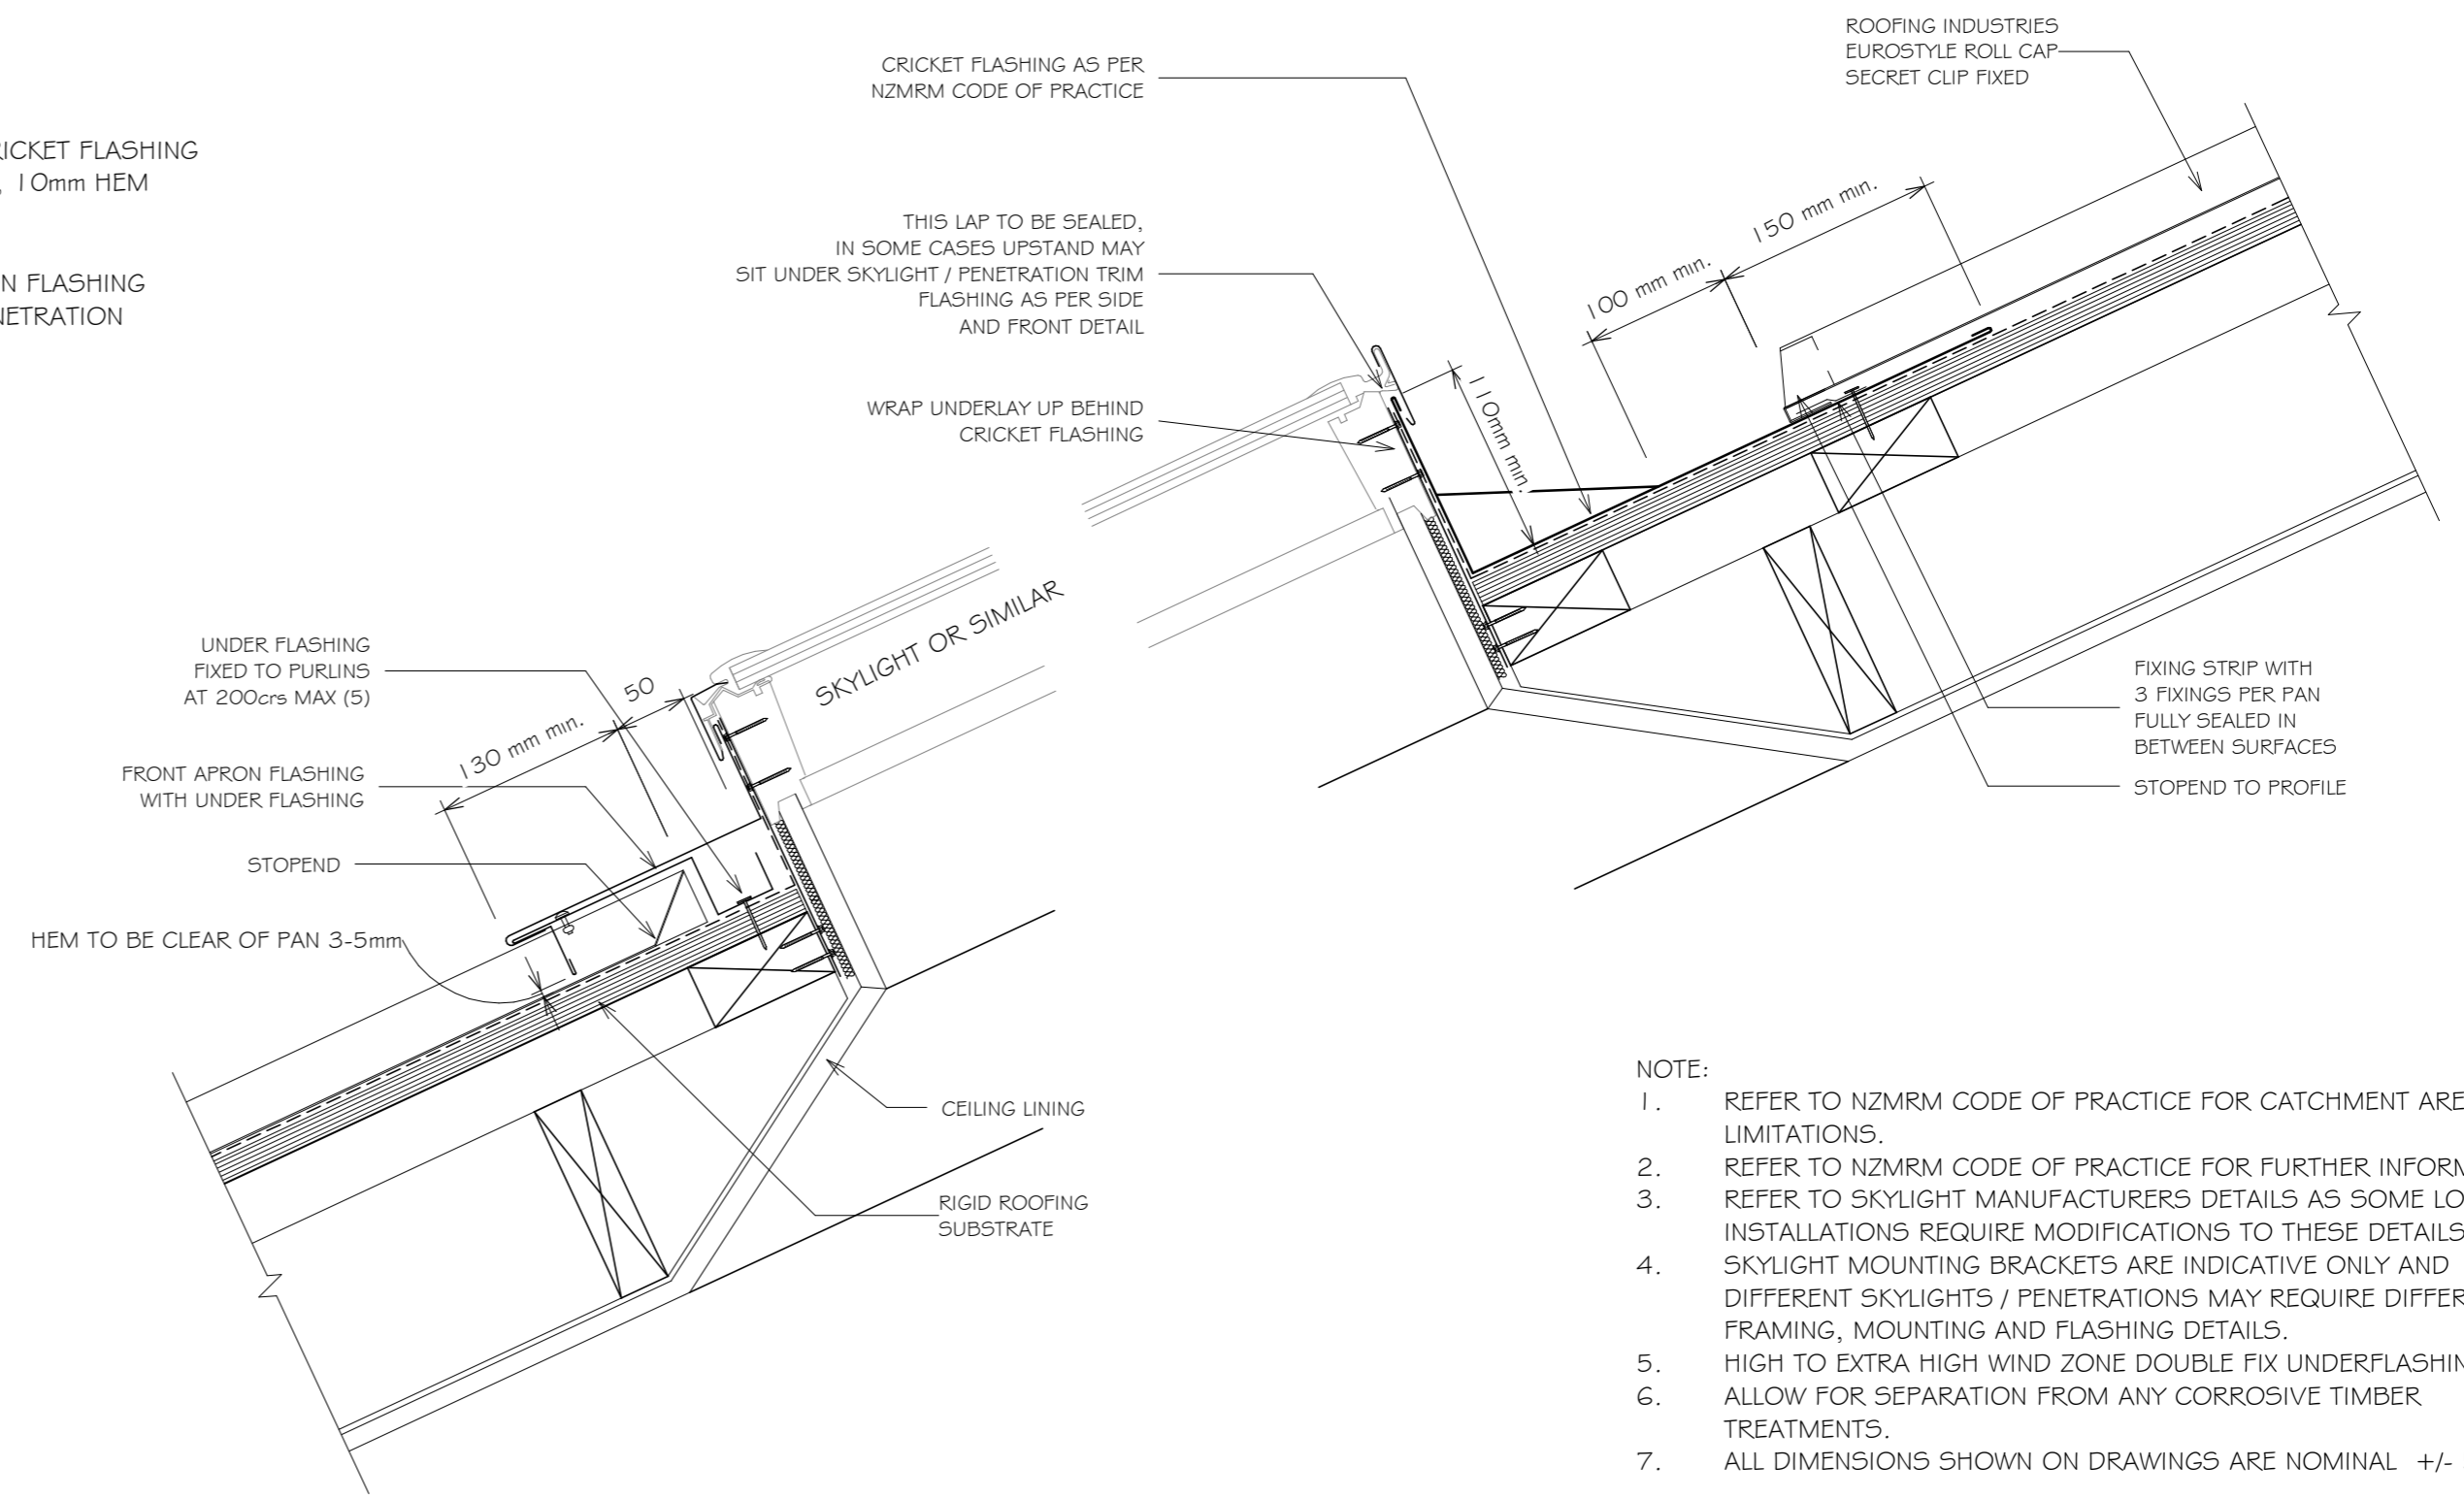 CRICKET FLASHING AS PER
NZMRM CODE OF PRACTICE
ROOFING INDUSTRIES
EUROSTYLE ROLL CAP
SECRET CLIP FIXED
FLASHING
10mm HEM
THIS LAP TO BE SEALED,
IN SOME CASES UPSTAND MAY
SIT UNDER SKYLIGHT / PENETRATION TRIM
FLASHING AS PER SIDE
AND FRONT DETAIL
FLASHING
WRAP UNDERLAY UP BEHIND
CRICKET FLASHING
150 mm min.
100 mm min.
110mm min.
SKYLIGHT OR SIMILAR
UNDER FLASHING
FIXED TO PURLINS
AT 200crs MAX (5)
50
130 mm min.
FRONT APRON FLASHING
WITH UNDER FLASHING
STOPEND
HEM TO BE CLEAR OF PAN 3-5mm
FIXING STRIP WITH
3 FIXINGS PER PAN
FULLY SEALED IN
BETWEEN SURFACES
STOPEND TO PROFILE
CEILING LINING
RIGID ROOFING
SUBSTRATE
NOTE:
1. REFER TO NZMRM CODE OF PRACTICE FOR CATCHMENT
LIMITATIONS.
2. REFER TO NZMRM CODE OF PRACTICE FOR FURTHER
3. REFER TO SKYLIGHT MANUFACTURERS DETAILS AS SOME
INSTALLATIONS REQUIRE MODIFICATIONS TO THESE DETAILS
4. SKYLIGHT MOUNTING BRACKETS ARE INDICATIVE ONLY AND
DIFFERENT SKYLIGHTS / PENETRATIONS MAY REQUIRE
FRAMING, MOUNTING AND FLASHING DETAILS.
5. HIGH TO EXTRA HIGH WIND ZONE DOUBLE FIX
6. ALLOW FOR SEPARATION FROM ANY CORROSIVE TIMBER
TREATMENTS.
7. ALL DIMENSIONS SHOWN ON DRAWINGS ARE NOMINAL +/-